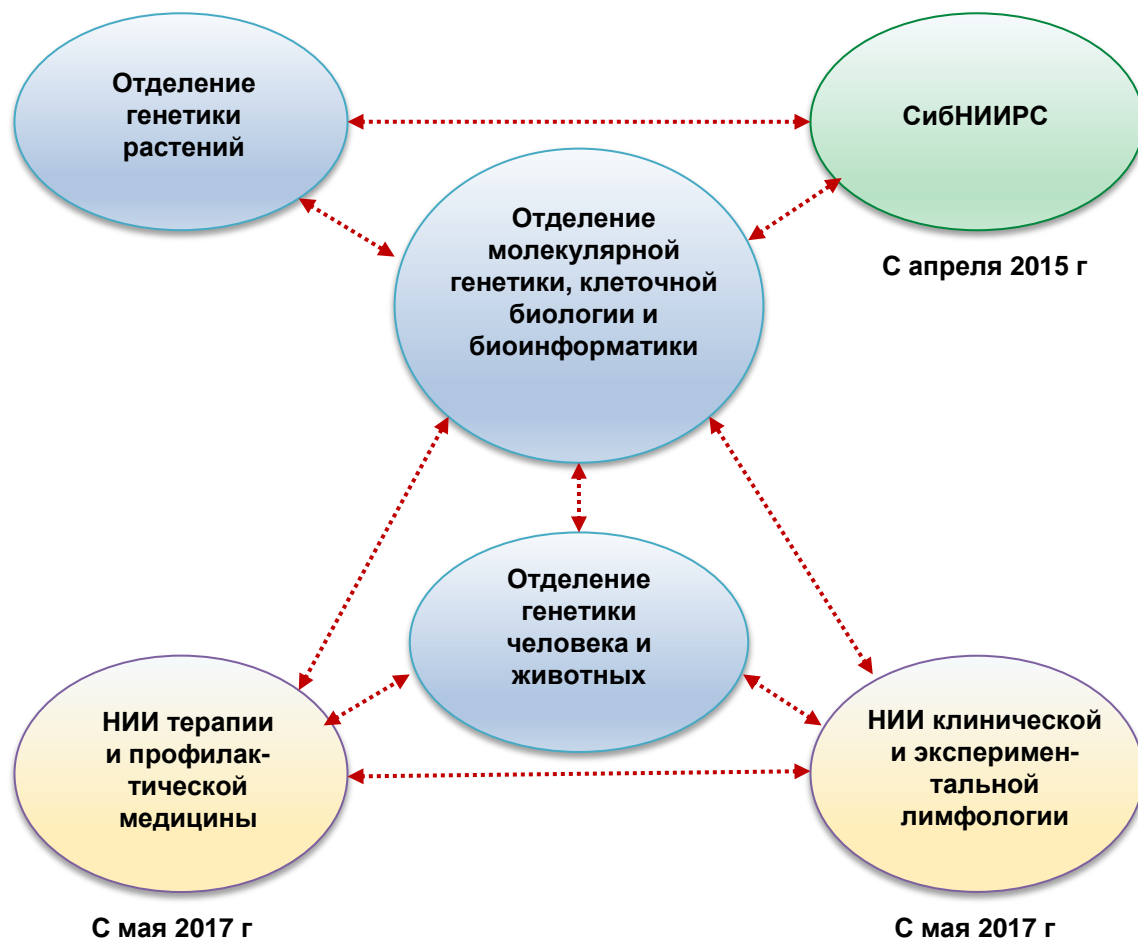 Отделение
генетики
растений
СибНИИРС
С апреля 2015 г
Отделение
молекулярной
генетики, клеточной
биологии и
биоинформатики
Отделение
генетики
человека и
животных
НИИ терапии
и профилак-
тической
медицины
С мая 2017 г
НИИ клинической
и эксперимен-
тальной
лимфологии
С мая 2017 г